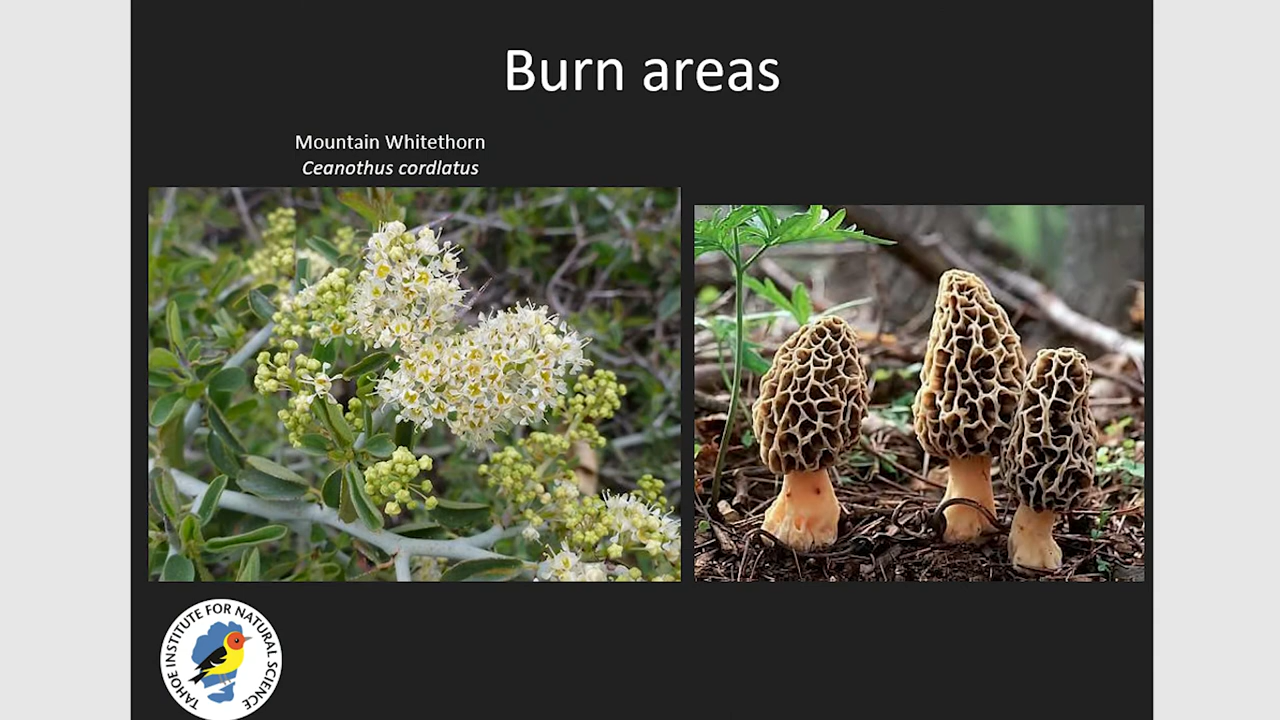 Burn areas
Mountain Whitethorn
Ceanothus cordlatus
TAHOE INSTITUTE FOR NATURAL SCIENCE